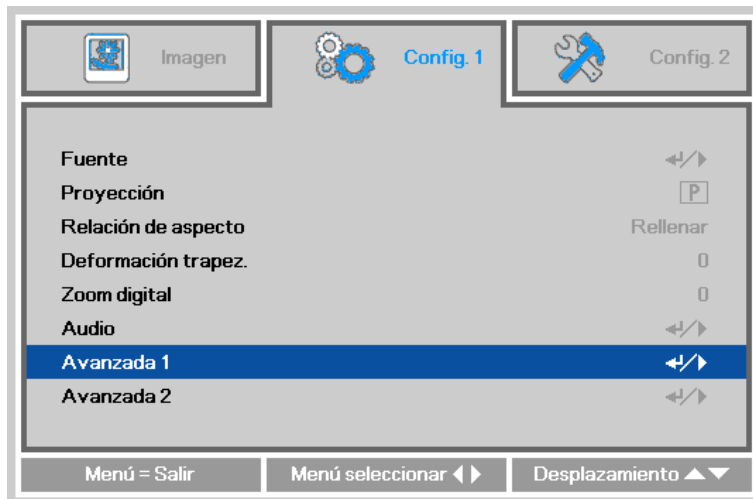 Imagen Config. 1 Config. 2
Fuente
Proyección P
Relación de aspecto Rellenar
Deformación trapez. 0
Zoom digital 0
Audio
Avanzada 1
Avanzada 2
Menú = Salir Menú seleccionar Desplazamiento